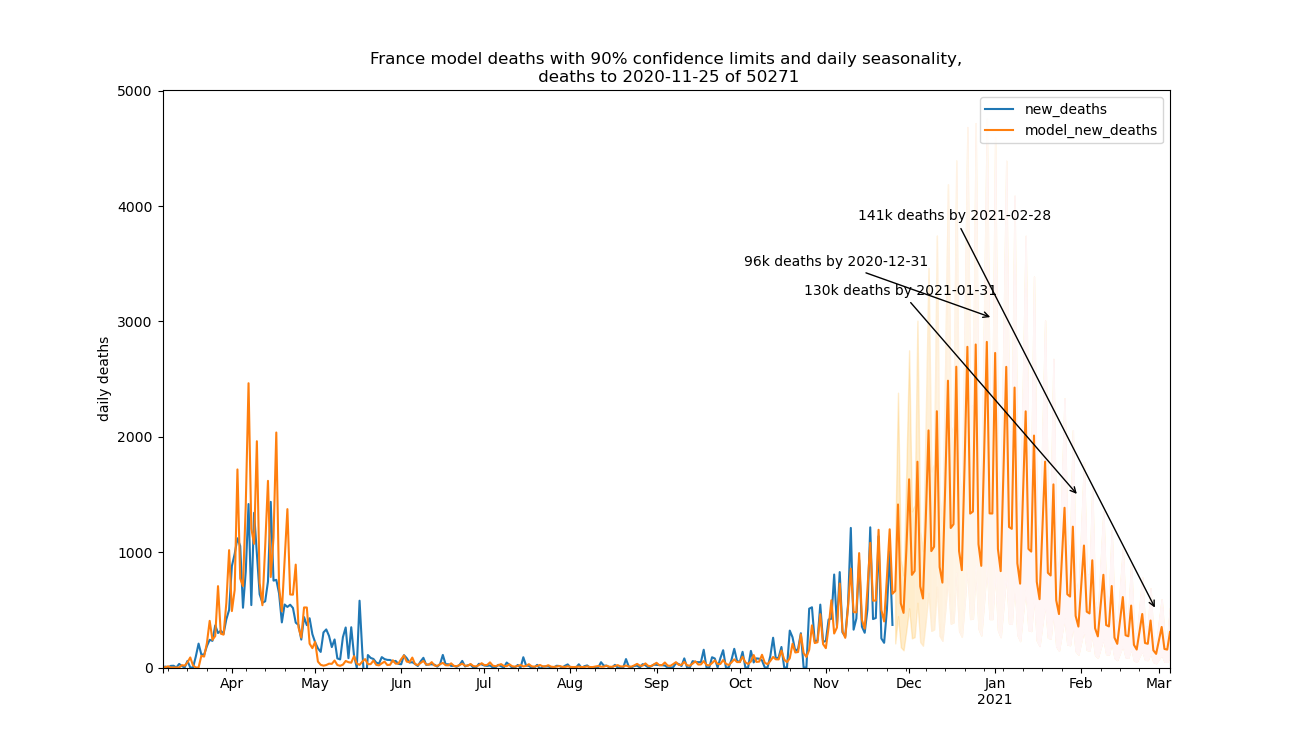 France model deaths with 90% confidence limits and daily seasonality,
deaths to 2020-11-25 of 50271
5000
4000
3000
2000
1000
0
daily deaths
new_deaths
model_new_deaths
141k deaths by 2021-02-28
96k deaths by 2020-12-31
130k deaths by 2021-01-31
Apr May Jun Jul Aug Sep Oct Nov Dec Jan Feb Mar
2021